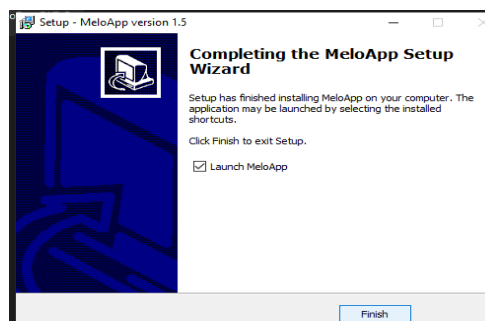 Setup - MeloApp version 1.5
Completing the MeloApp Setup
Wizard
Setup has finished installing MeloApp on your computer. The
application may be launched by selecting the installed
shortcuts.
Click Finish to exit Setup.
Launch MeloApp
Finish